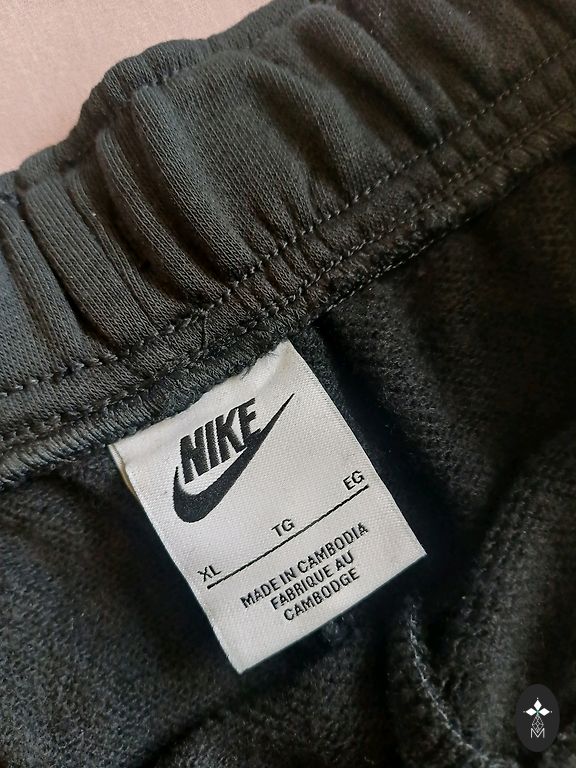 NIKE
XL TG EG
MADE IN CAMBODIA
FABRIQUE AU
CAMBODGE
M